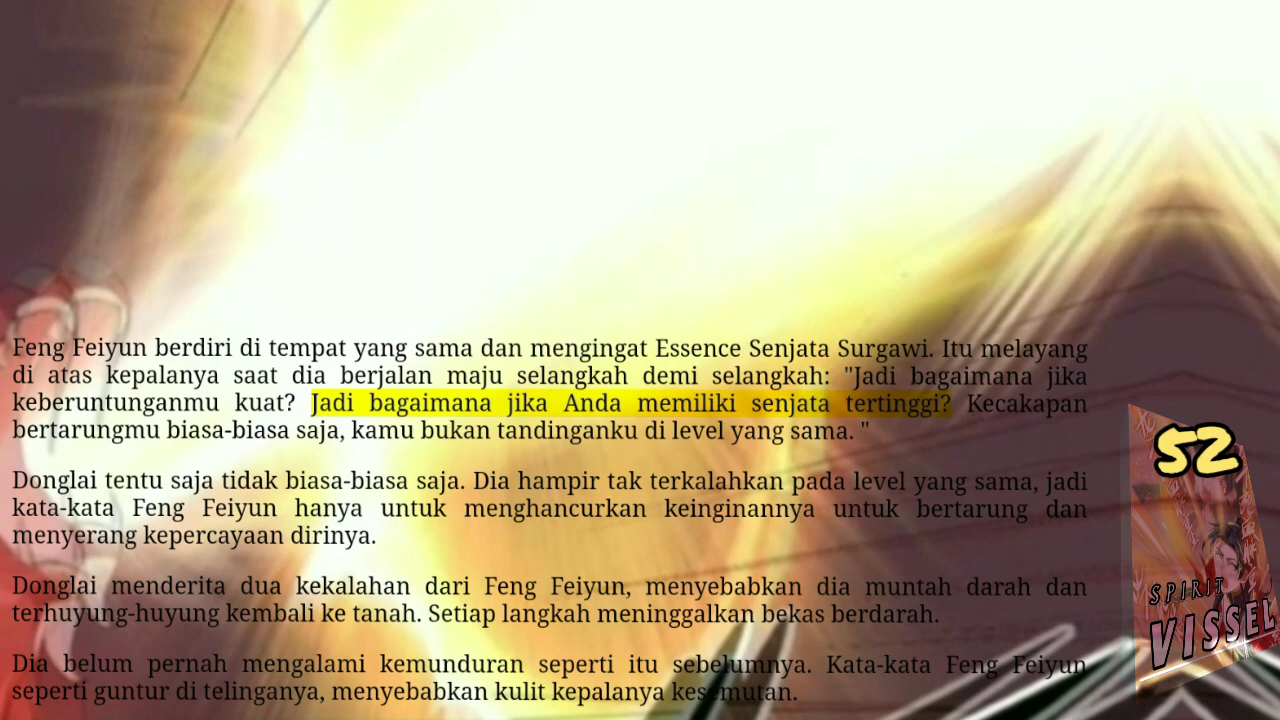 Feng Feiyun berdiri di tempat yang sama dan mengingat Essence Senjata Surgawi. Itu melayang
di atas kepalanya saat dia berjalan maju selangkah demi selangkah: "Jadi bagaimana jika
keberuntunganmu kuat? Jadi bagaimana jika Anda memiliki senjata tertinggi? Kecakapan
bertarungmu biasa-biasa saja, kamu bukan tandinganku di level yang sama. "
Donglai tentu saja tidak biasa-biasa saja. Dia hampir tak terkalahkan pada level yang sama, jadi
kata-kata Feng Feiyun hanya untuk menghancurkan keinginannya untuk bertarung dan
menyerang kepercayaan dirinya.
Donglai menderita dua kekalahan dari Feng Feiyun, menyebabkan dia muntah darah dan
terhuyung-huyung kembali ke tanah. Setiap langkah meninggalkan bekas berdarah.
Dia belum pernah mengalami kemunduran seperti itu sebelumnya. Kata-kata Feng Feiyun
seperti guntur di telinganya, menyebabkan kulit kepalanya kesemutan.
SZ
SPIRIT
VISSEL